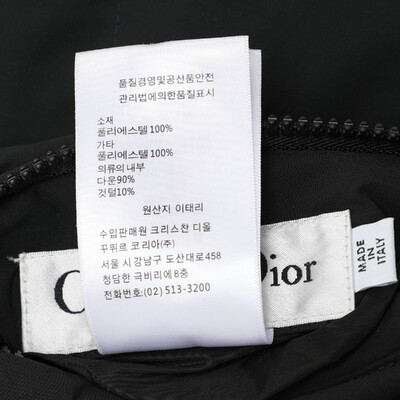 품질경영및공산품안전
관리법에의한품질표시
소재
폴리에스텔 100%
가타
폴리에스텔 100%
의류의 내부
다운90%
것털10%
원산지 이태리
수입판매원 크리스챤 디올
꾸뛰르 코리아(주)
서울 시 강남구 도산대로458
청담한 극비리에8층
전화번호:(02) 513-3200
Dior
MADE IN
ITALY